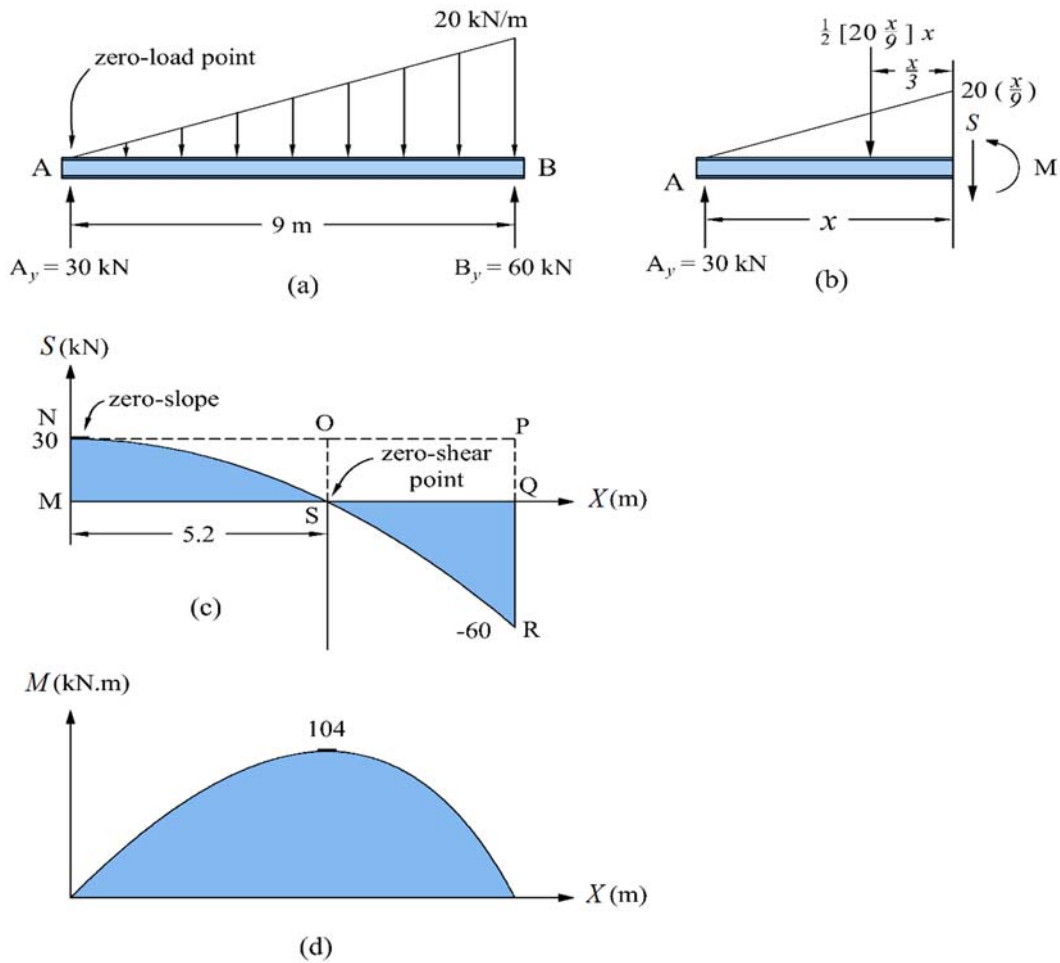 20 kN/m
zero-load point
A
B
9 m
A_y = 30 kN
B_y = 60 kN
(a)
½ [20 x/9] x
x/3
20 (x/9)
S
M
A
x
A_y = 30 kN
(b)
S (kN)
zero-slope
N
O
P
30
zero-shear
point
M
S
Q
X (m)
5.2
(c)
-60
R
M (kN.m)
104
X (m)
(d)